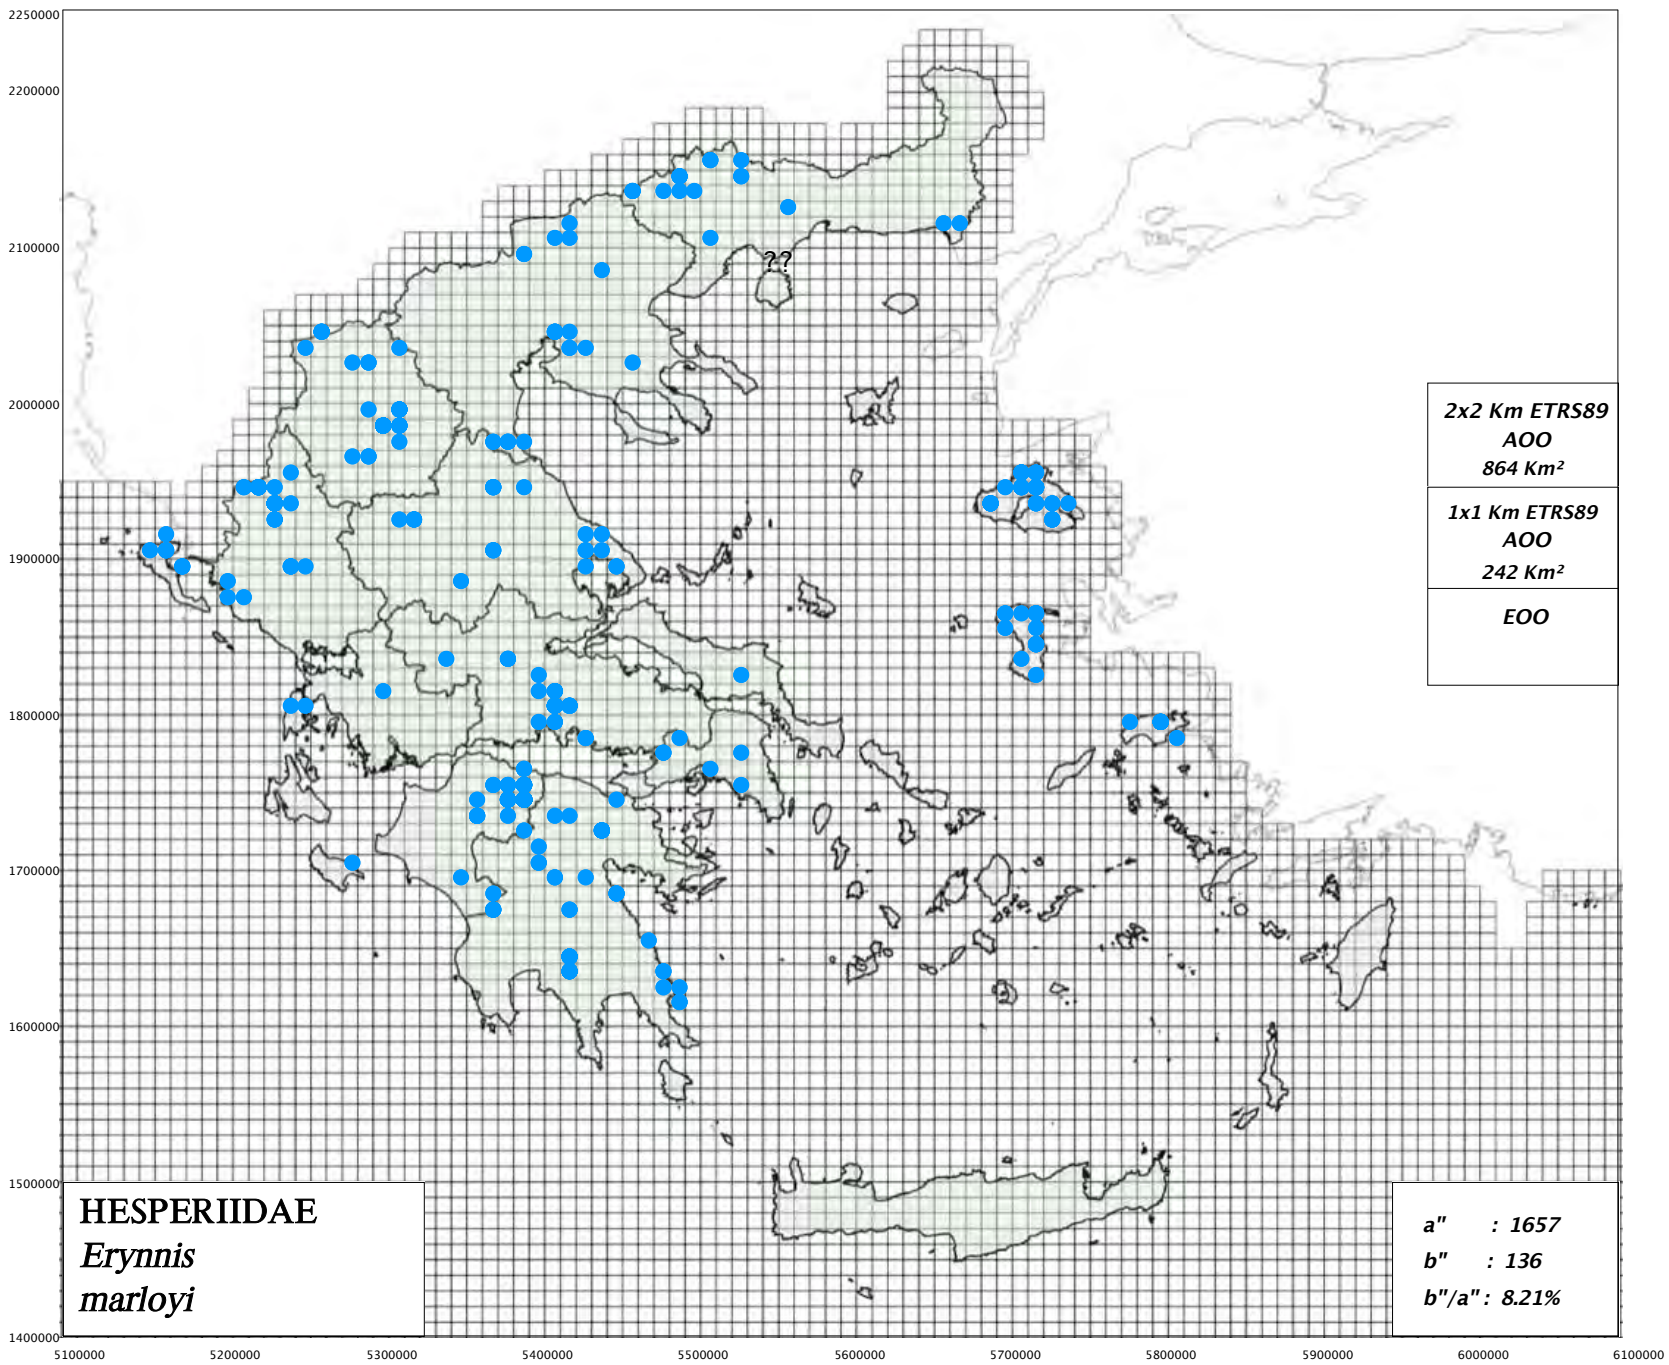 2250000
2200000
2100000
??
2000000
2x2 Km ETRS89
AOO
864 Km²
1x1 Km ETRS89
AOO
242 Km²
EOO
1900000
1800000
1700000
1600000
1500000
1400000
HESPERIIDAE
Erynnis
marloyi
a" : 1657
b" : 136
b"/a" : 8.21%
5100000 5200000 5300000 5400000 5500000 5600000 5700000 5800000 5900000 6000000 6100000